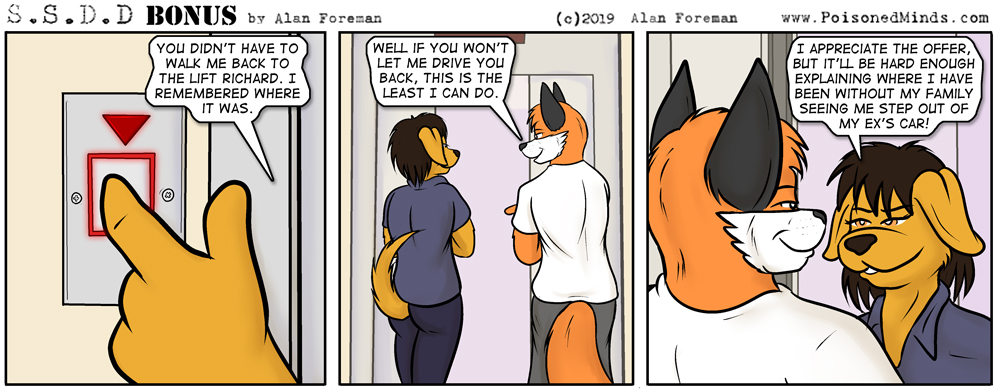 S.S.D.D BONUS by Alan Foreman (c)2019 Alan Foreman www.PoisonedMinds.com
YOU DIDN'T HAVE TO
WALK ME BACK TO
THE LIFT RICHARD. I
REMEMBERED WHERE
IT WAS.
WELL IF YOU WON'T
LET ME DRIVE YOU
BACK, THIS IS THE
LEAST I CAN DO.
I APPRECIATE THE OFFER,
BUT IT'LL BE HARD ENOUGH
EXPLAINING WHERE I HAVE
BEEN WITHOUT MY FAMILY
SEEING ME STEP OUT OF
MY EX'S CAR!